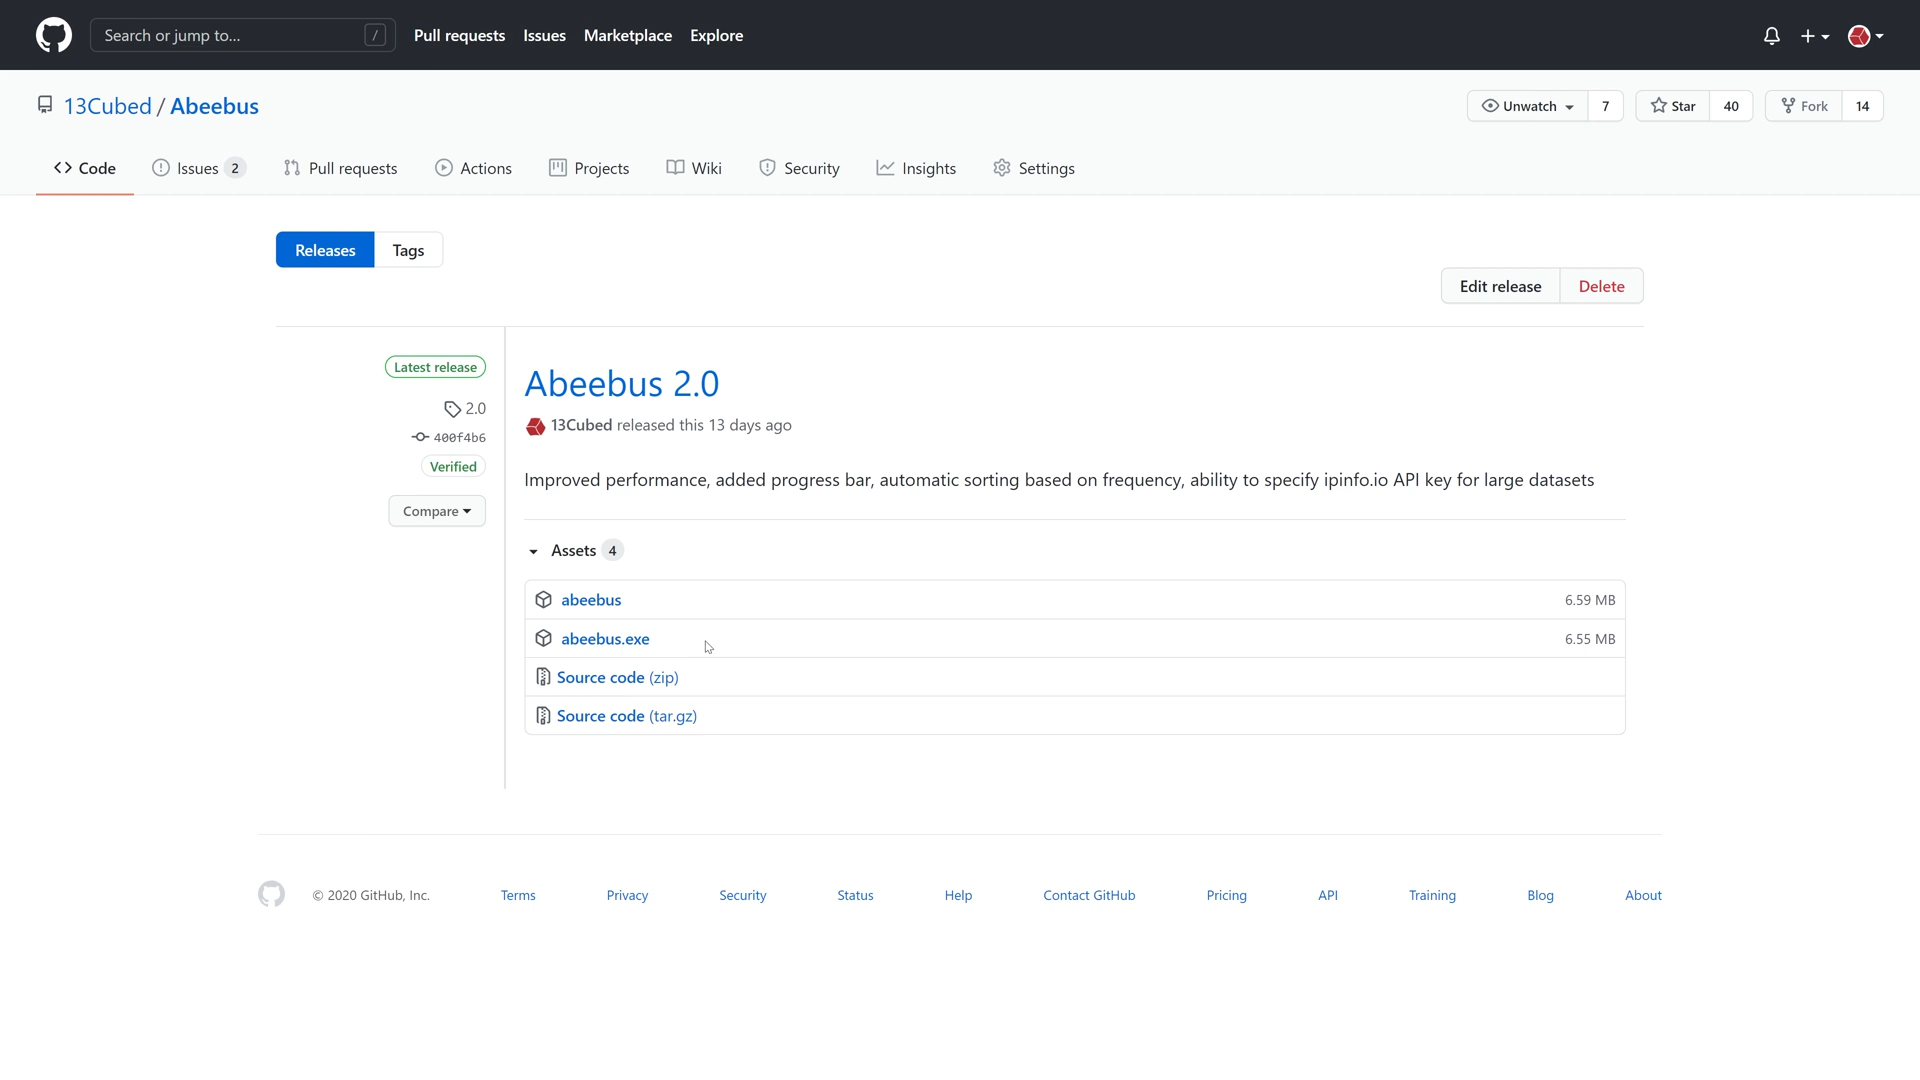 Search or jump to... /
Pull requests Issues Marketplace Explore
13Cubed / Abeebus
Unwatch 7 Star 40 Fork 14
Code Issues 2 Pull requests Actions Projects Wiki Security Insights Settings
Releases Tags
Edit release Delete
Latest release
2.0
400f4b6
Verified
Compare
Abeebus 2.0
13Cubed released this 13 days ago
Improved performance, added progress bar, automatic sorting based on frequency, ability to specify ipinfo.io API key for large datasets
Assets 4
abeebus 6.59 MB
abeebus.exe 6.55 MB
Source code (zip)
Source code (tar.gz)
© 2020 GitHub, Inc. Terms Privacy Security Status Help Contact GitHub Pricing API Training Blog About